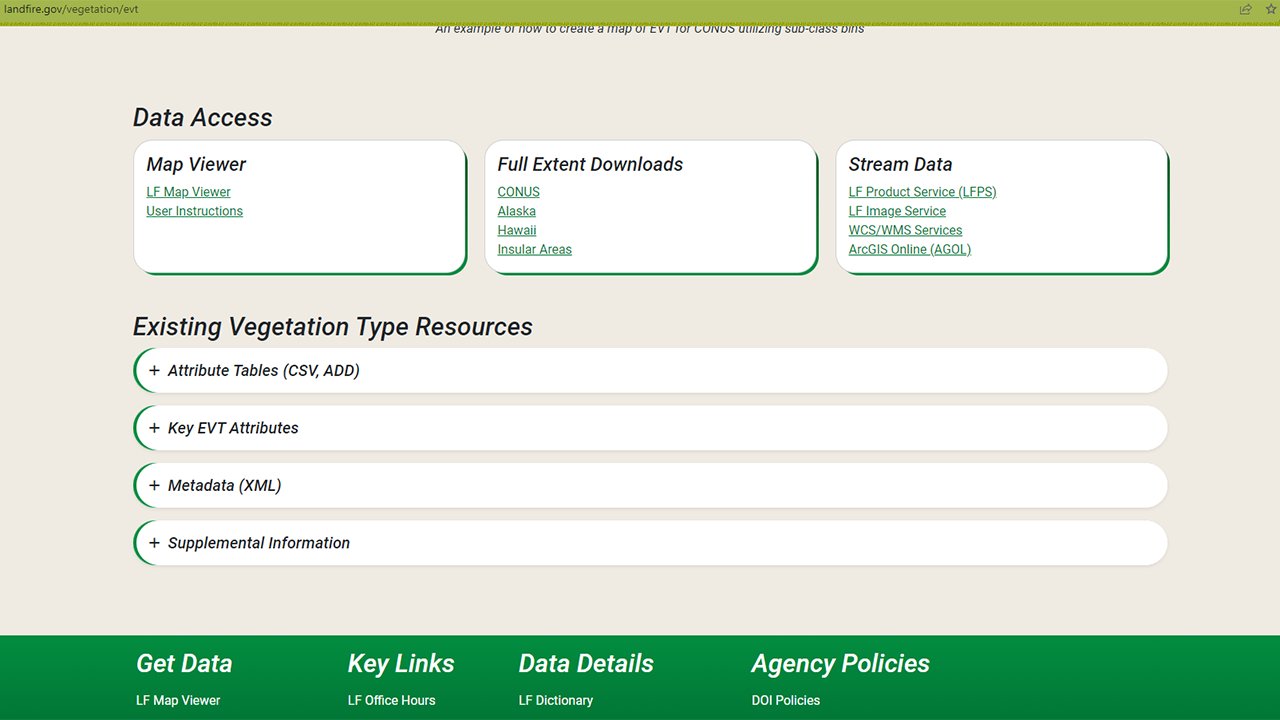 landfire.gov/vegetation/evt
An example of how to create a map of EVT for CONUS utilizing sub-class bins
Data Access
Map Viewer
LF Map Viewer
User Instructions
Full Extent Downloads
CONUS
Alaska
Hawaii
Insular Areas
Stream Data
LF Product Service (LFPS)
LF Image Service
WCS/WMS Services
ArcGIS Online (AGOL)
Existing Vegetation Type Resources
+ Attribute Tables (CSV, ADD)
+ Key EVT Attributes
+ Metadata (XML)
+ Supplemental Information
Get Data
LF Map Viewer
Key Links
LF Office Hours
Data Details
LF Dictionary
Agency Policies
DOI Policies